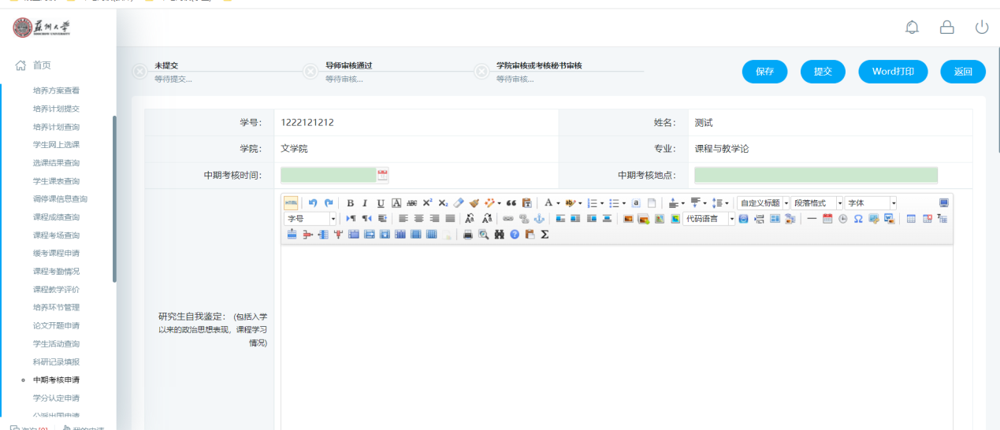 蘇州大學
SOOCHOW UNIVERSITY
首页
未提交
等待提交...
导师审核通过
等待审核...
学院审核或考核秘书审核
等待审核...
保存
提交
Word打印
返回
培养方案查看
培养计划提交
培养计划查询
学生网上选课
选课结果查询
学生课表查询
调停课信息查询
课程成绩查询
课程考场查询
缓考课程申请
课程考勤情况
课程教学评价
培养环节管理
论文开题申请
学生活动查询
科研记录填报
中期考核申请
学分认定申请
公派出国申请
学号： 1222121212 姓名： 测试
学院： 文学院 专业： 课程与教学论
中期考核时间： 中期考核地点：
HTML 自定义标题 段落格式 字体
字号 代码语言
研究生自我鉴定： (包括入学
以来的政治思想表现，课程学习
情况)